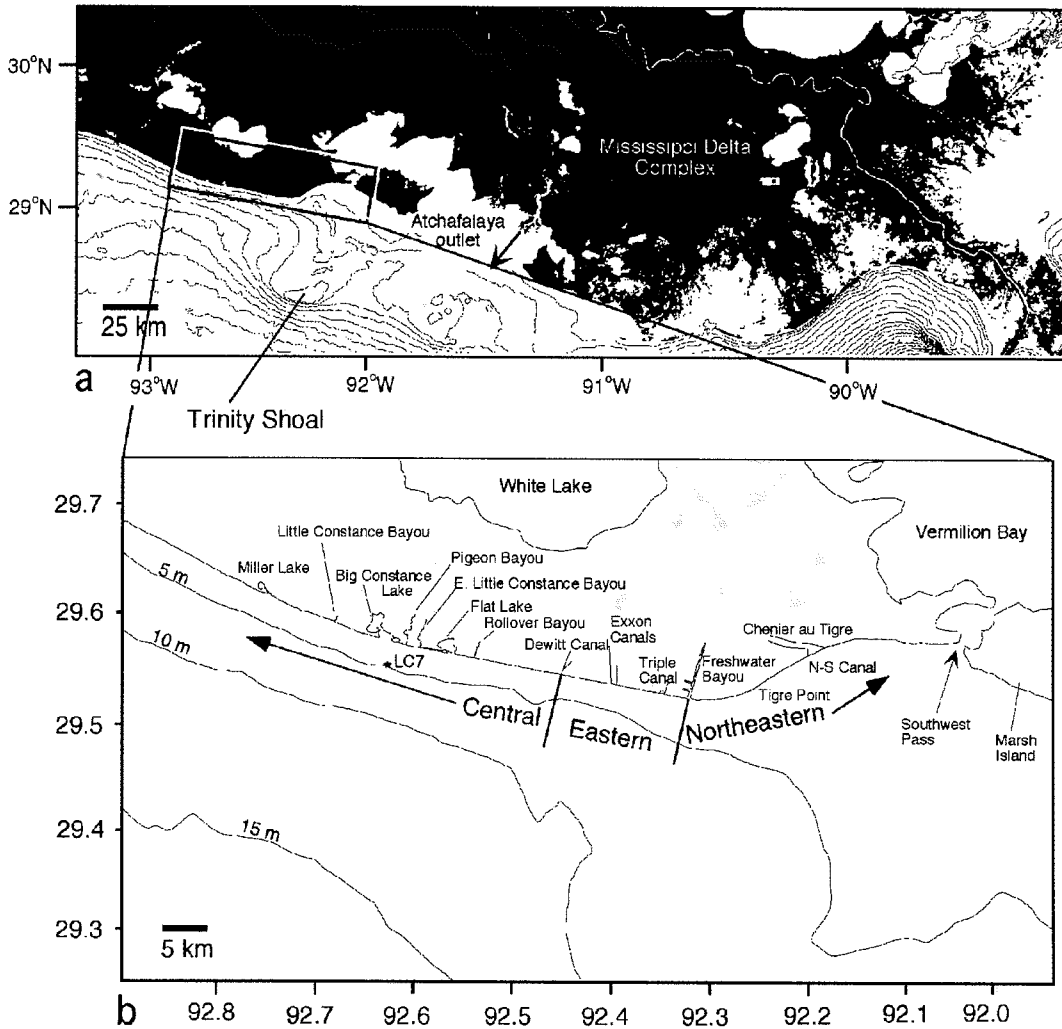 30°N
29°N
Mississippi Delta
Complex
Atchafalaya
outlet
25 km
a
93°W
92°W
91°W
90°W
Trinity Shoal
29.7
29.6
29.5
29.4
29.3
White Lake
Vermilion Bay
Little Constance Bayou
Pigeon Bayou
Miller Lake
Big Constance
Lake
E. Little Constance Bayou
Flat Lake
Rollover Bayou
Dewitt Canal
Exxon
Canals
Chenier au Tigre
Triple
Canal
Freshwater
Bayou
N-S Canal
Tigre Point
5 m
10 m
15 m
LC7
Central
Eastern
Northeastern
Southwest
Pass
Marsh
Island
5 km
b
92.8
92.7
92.6
92.5
92.4
92.3
92.2
92.1
92.0